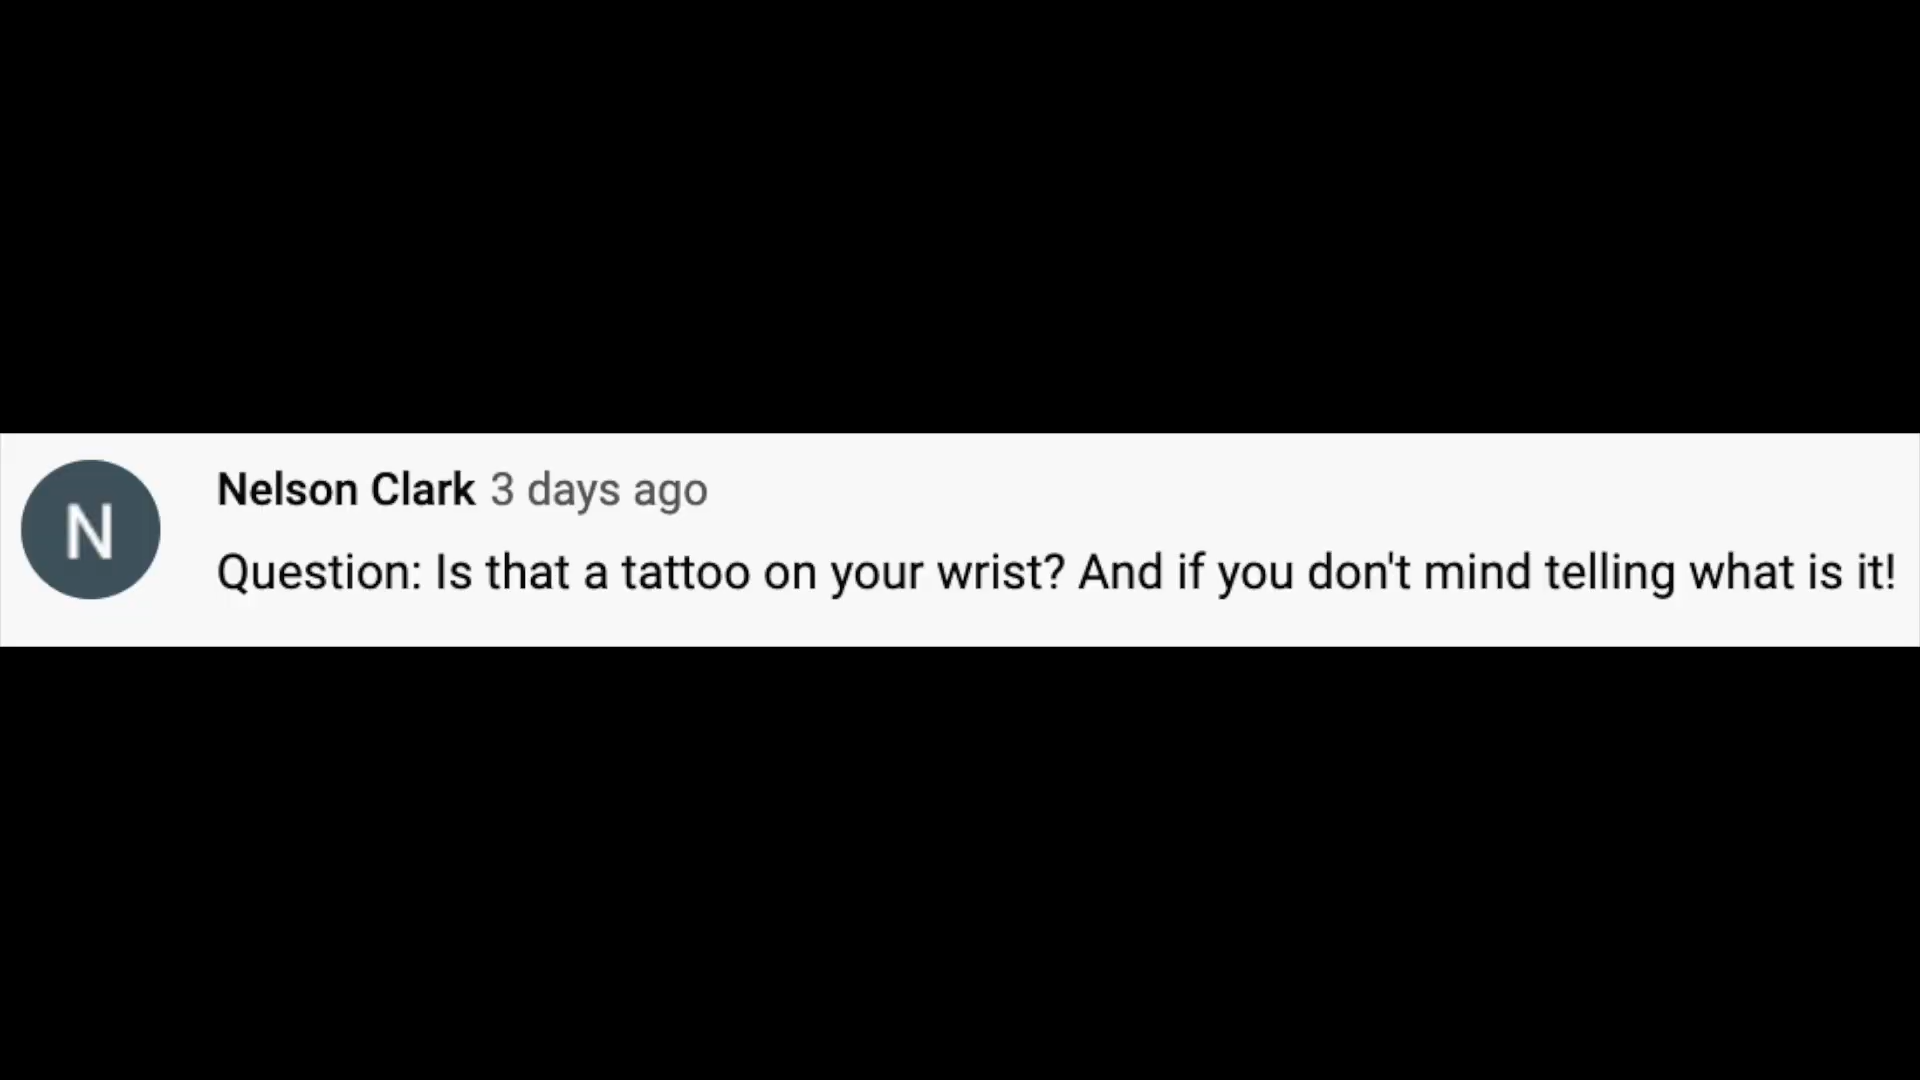 N
Nelson Clark 3 days ago
Question: Is that a tattoo on your wrist? And if you don't mind telling what is it!